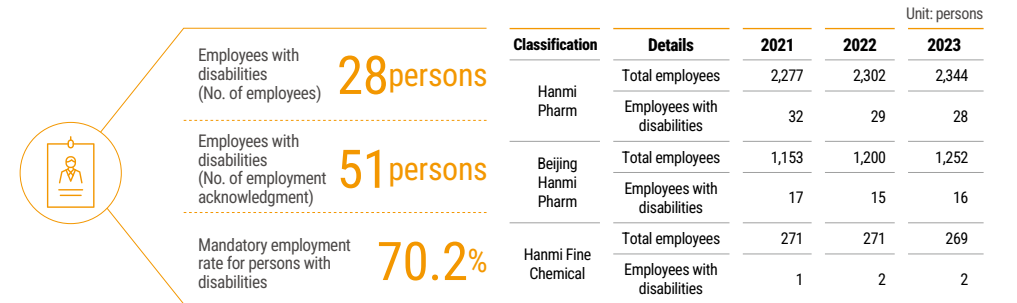 Unit: persons
Employees with
disabilities
(No. of employees)
28persons
Employees with
disabilities
(No. of employment
acknowledgment)
51persons
Mandatory employment
rate for persons with
disabilities
70.2%
Classification Details 2021 2022 2023
Hanmi
Pharm
Total employees 2,277 2,302 2,344
Employees with
disabilities
32 29 28
Beijing
Hanmi
Pharm
Total employees 1,153 1,200 1,252
Employees with
disabilities
17 15 16
Hanmi Fine
Chemical
Total employees 271 271 269
Employees with
disabilities
1 2 2